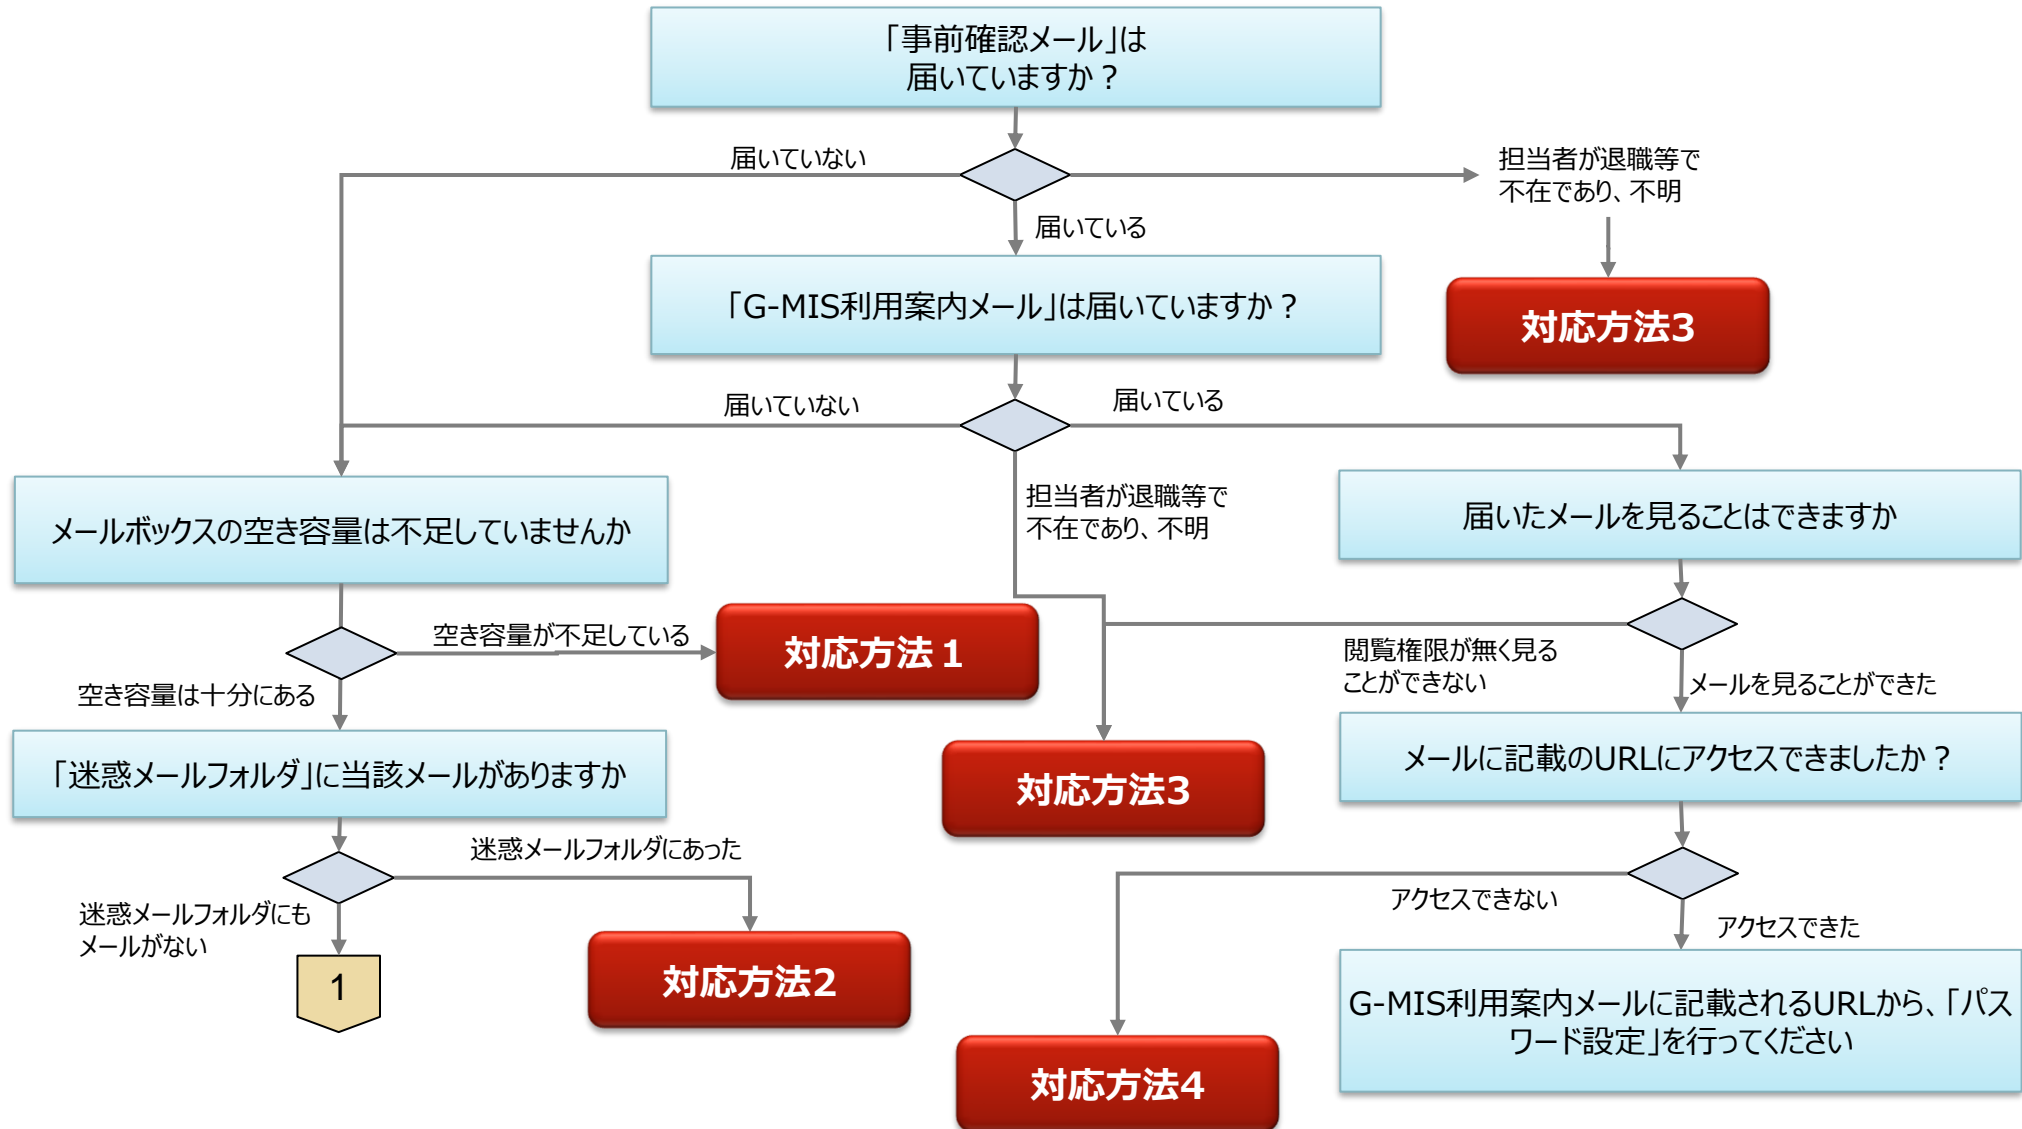 「事前確認メール」は
届いていますか？
届いていない
担当者が退職等で
不在であり、不明
届いている
「G-MIS利用案内メール」は届いていますか？
対応方法3
届いていない
届いている
担当者が退職等で
不在であり、不明
メールボックスの空き容量は不足していませんか
届いたメールを見ることはできますか
空き容量が不足している
対応方法１
閲覧権限が無く見る
ことができない
空き容量は十分にある
メールを見ることができた
「迷惑メールフォルダ」に当該メールがありますか
対応方法3
メールに記載のURLにアクセスできましたか？
迷惑メールフォルダにあった
迷惑メールフォルダにも
メールがない
アクセスできない
アクセスできた
1
対応方法2
G-MIS利用案内メールに記載されるURLから、「パス
ワード設定」を行ってください
対応方法4